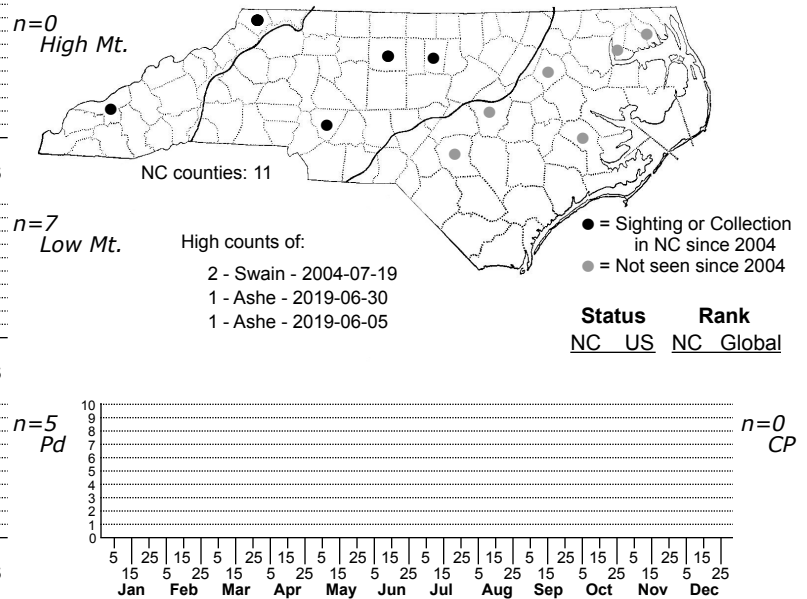 n=0
High Mt.
NC counties: 11
n=7
Low Mt.
High counts of:
2 - Swain - 2004-07-19
1 - Ashe - 2019-06-30
1 - Ashe - 2019-06-05
= Sighting or Collection
in NC since 2004
= Not seen since 2004
Status Rank
NC US NC Global
n=5
Pd
10
9
8
7
6
5
4
3
2
1
0
n=0
CP
5 25 15 5 25 15 5 25 15 5 25 15 5 25 15 5 25 15
15 5 25 15 5 25 15 5 25 15 5 25 15 5 25 15 5 25
Jan Feb Mar Apr May Jun Jul Aug Sep Oct Nov Dec